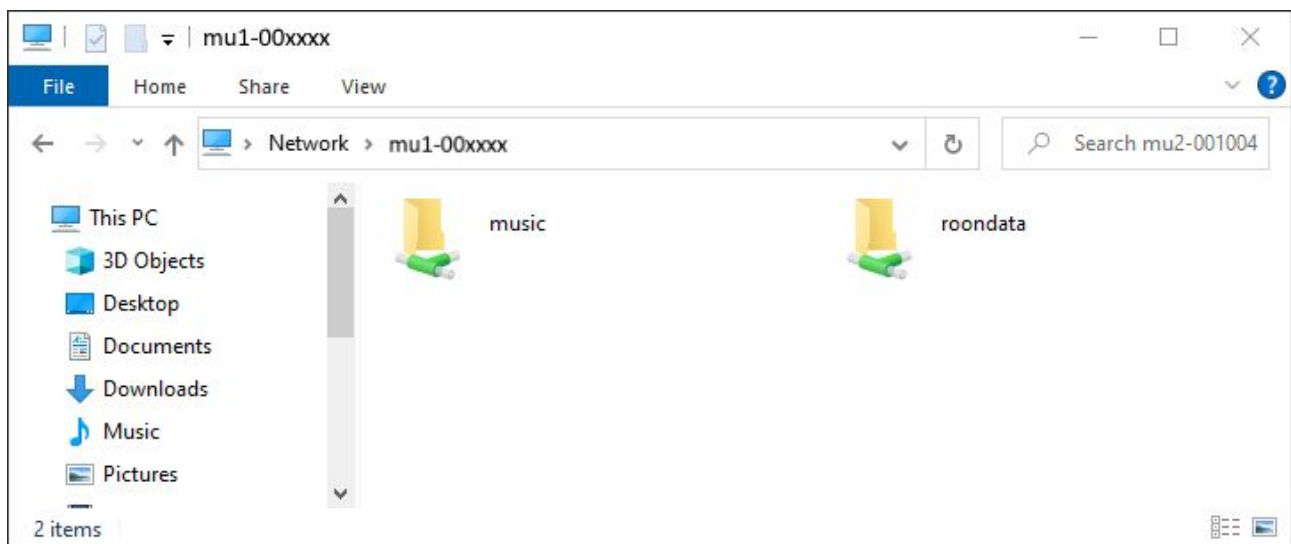 mu1-00xxxx
File Home Share View
?
Network > mu1-00xxxx
Search mu2-001004
This PC
3D Objects
Desktop
Documents
Downloads
Music
Pictures
music
roondata
2 items